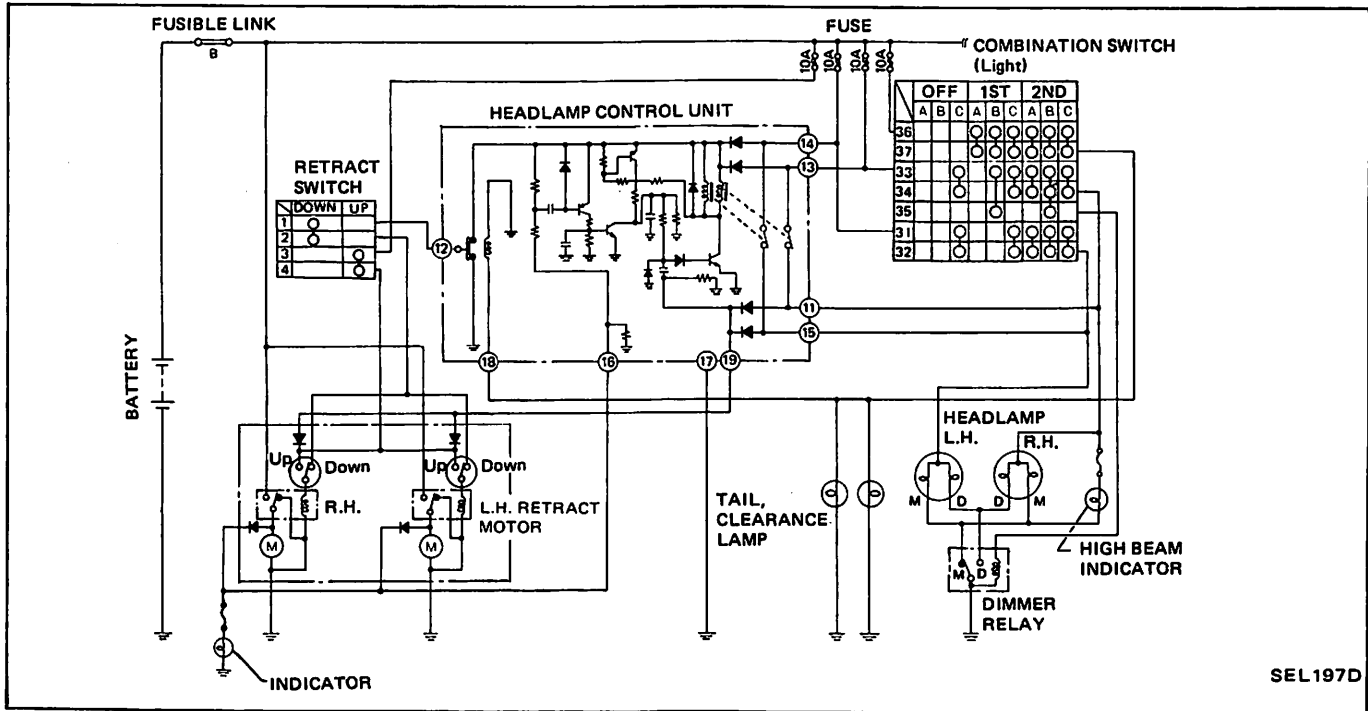 FUSIBLE LINK
B
FUSE
10A 10A 10A 10A
COMBINATION SWITCH
(Light)
OFF 1ST 2ND
A B C A B C A B C
36
37
33
34
35
31
32
HEADLAMP CONTROL UNIT
14
13
RETRACT
SWITCH
DOWN UP
1
2
3
4
12
11
15
18 16 17 19
BATTERY
Up Down Up Down
R.H. L.H. RETRACT
MOTOR
M M
INDICATOR
TAIL,
CLEARANCE
LAMP
HEADLAMP
L.H. R.H.
M D D M
HIGH BEAM
INDICATOR
M D
DIMMER
RELAY
SEL197D